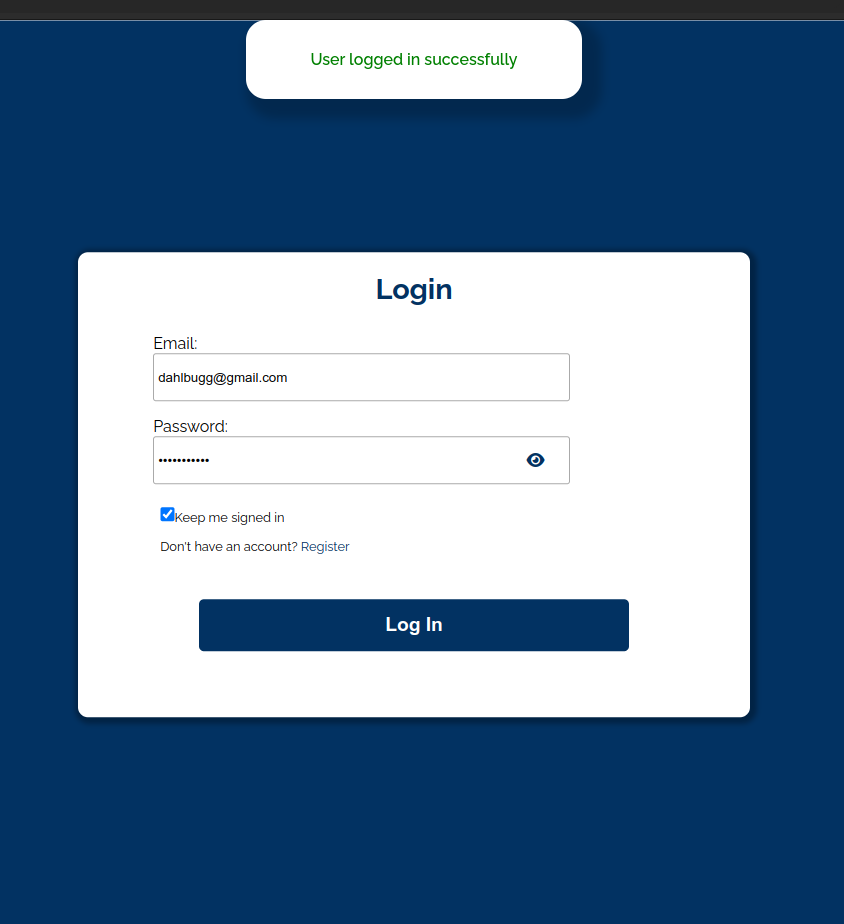 User logged in successfully
Login
Email:
dahlbugg@gmail.com
Password:
•••••••••••
Keep me signed in
Don't have an account? Register
Log In